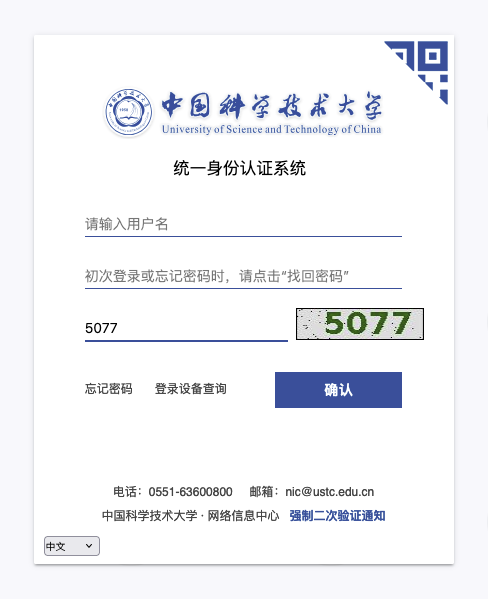 中国科学技术大学
University of Science and Technology of China
统一身份认证系统
请输入用户名
初次登录或忘记密码时，请点击“找回密码”
5077 5077
忘记密码 登录设备查询 确认
电话：0551-63600800 邮箱：nic@ustc.edu.cn
中国科学技术大学 · 网络信息中心 强制二次验证通知
中文